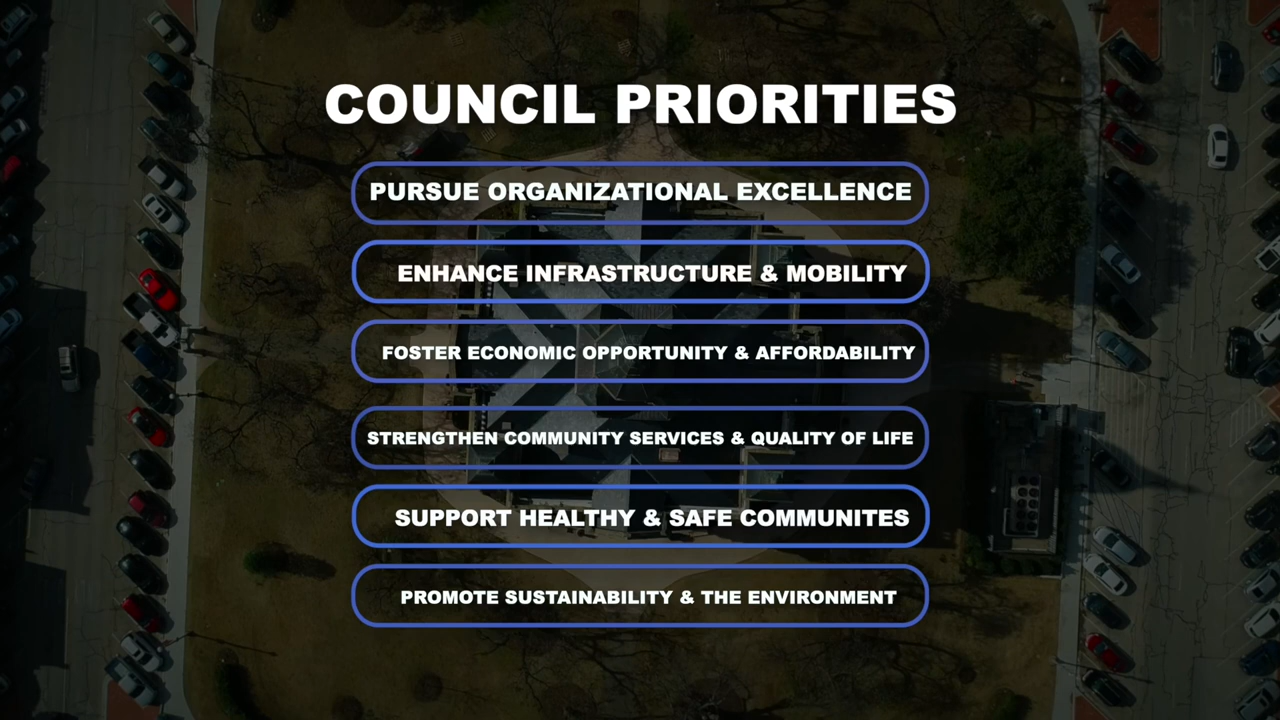 COUNCIL PRIORITIES
PURSUE ORGANIZATIONAL EXCELLENCE
ENHANCE INFRASTRUCTURE & MOBILITY
FOSTER ECONOMIC OPPORTUNITY & AFFORDABILITY
STRENGTHEN COMMUNITY SERVICES & QUALITY OF LIFE
SUPPORT HEALTHY & SAFE COMMUNITES
PROMOTE SUSTAINABILITY & THE ENVIRONMENT